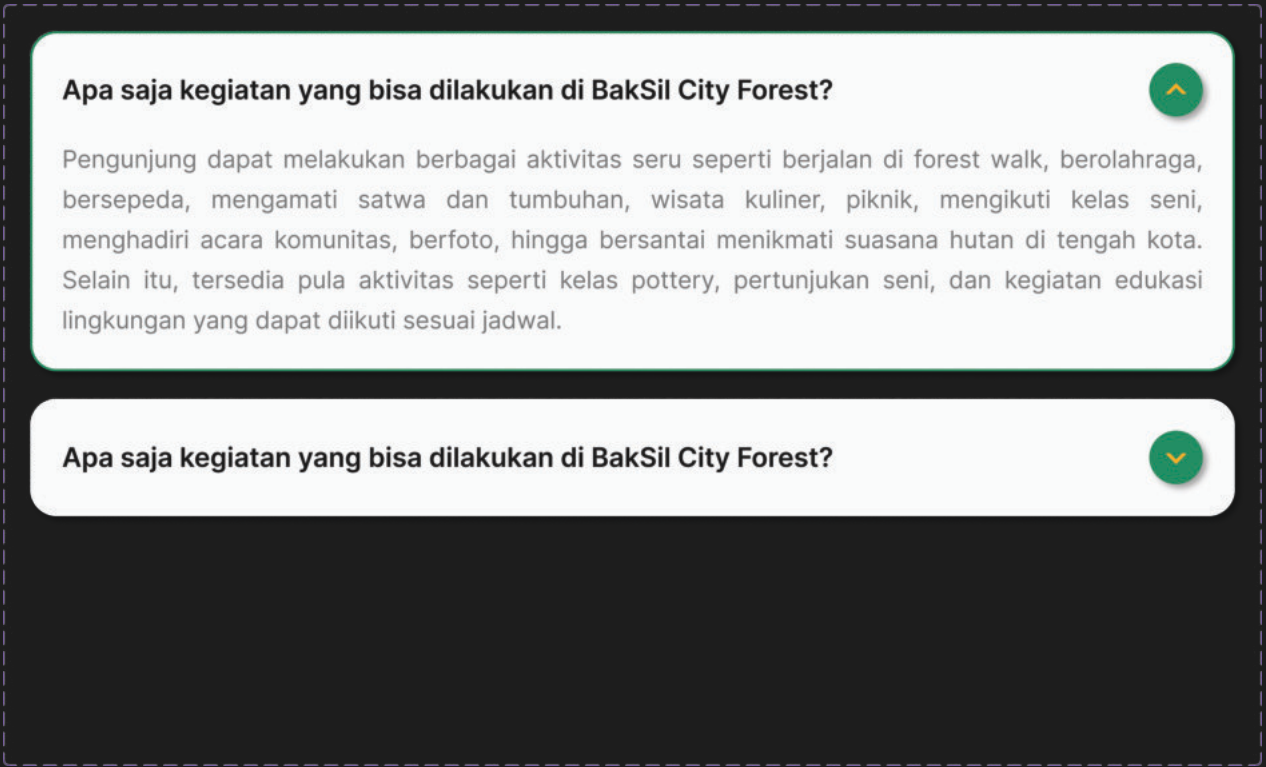 Apa saja kegiatan yang bisa dilakukan di BakSil City Forest?
Pengunjung dapat melakukan berbagai aktivitas seru seperti berjalan di forest walk, berolahraga,
bersepeda, mengamati satwa dan tumbuhan, wisata kuliner, piknik, mengikuti kelas seni,
menghadiri acara komunitas, berfoto, hingga bersantai menikmati suasana hutan di tengah kota.
Selain itu, tersedia pula aktivitas seperti kelas pottery, pertunjukan seni, dan kegiatan edukasi
lingkungan yang dapat diikuti sesuai jadwal.
Apa saja kegiatan yang bisa dilakukan di BakSil City Forest?